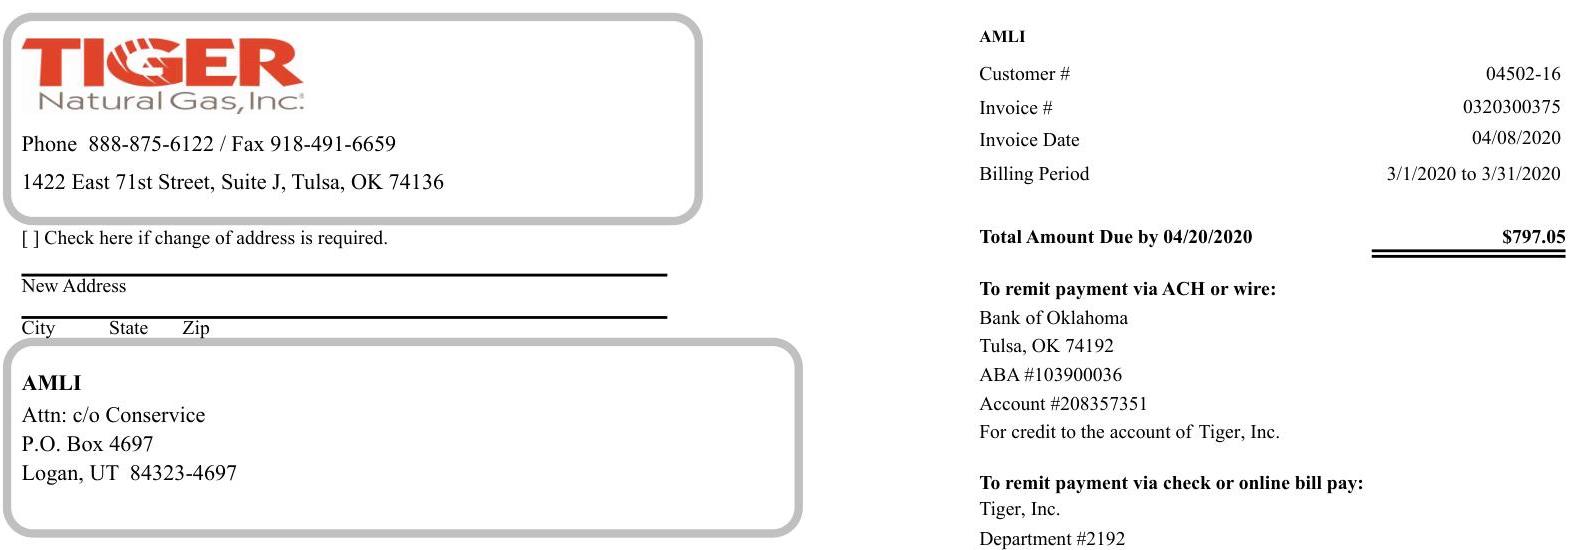 TIGER
Natural Gas, Inc.
Phone 888-875-6122 / Fax 918-491-6659
1422 East 71st Street, Suite J, Tulsa, OK 74136
[ ] Check here if change of address is required.
New Address
City State Zip
AMLI
Attn: c/o Conservice
P.O. Box 4697
Logan, UT 84323-4697
AMLI
Customer # 04502-16
Invoice # 0320300375
Invoice Date 04/08/2020
Billing Period 3/1/2020 to 3/31/2020
Total Amount Due by 04/20/2020 $797.05
To remit payment via ACH or wire:
Bank of Oklahoma
Tulsa, OK 74192
ABA #103900036
Account #208357351
For credit to the account of Tiger, Inc.
To remit payment via check or online bill pay:
Tiger, Inc.
Department #2192